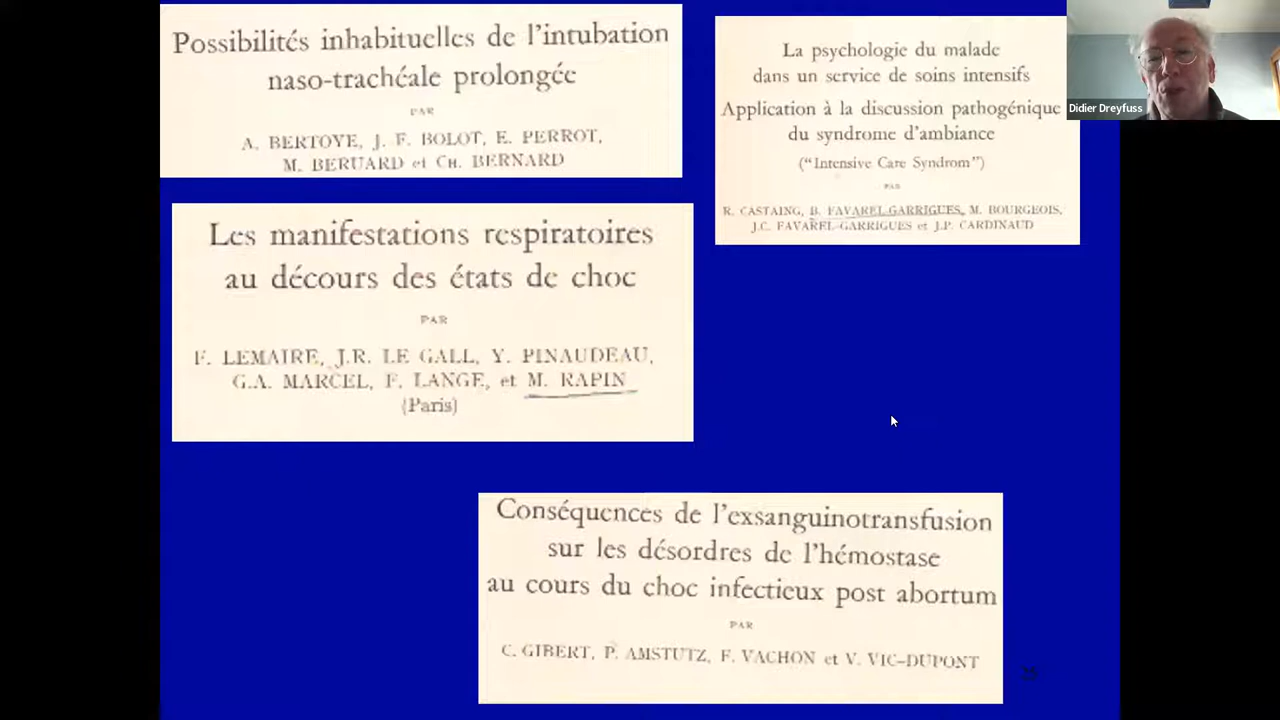 Possibilités inhabituelles de l'intubation
naso-trachéale prolongée
PAR
A. BERTOYE, J. F. BOLOT, E. PERROT,
M. BERUARD et CH. BERNARD
La psychologie du malade
dans un service de soins intensifs
Application à la discussion pathogénique
du syndrome d'ambiance
("Intensive Care Syndrom")
PAR
R. CASTAING, B. FAVAREL-GARRIGUES, M. BOURGEOIS,
J.C. FAVAREL-GARRIGUES et J.P. CARDINAUD
Didier Dreyfuss
Les manifestations respiratoires
au décours des états de choc
PAR
F. LEMAIRE, J.R. LE GALL, Y. PINAUDEAU,
G.A. MARCEL, F. LANGE, et M. RAPIN
(Paris)
Conséquences de l'exsanguinotransfusion
sur les désordres de l'hémostase
au cours du choc infectieux post abortum
PAR
C. GIBERT, P. AMSTUTZ, F. VACHON et V. VIC-DUPONT